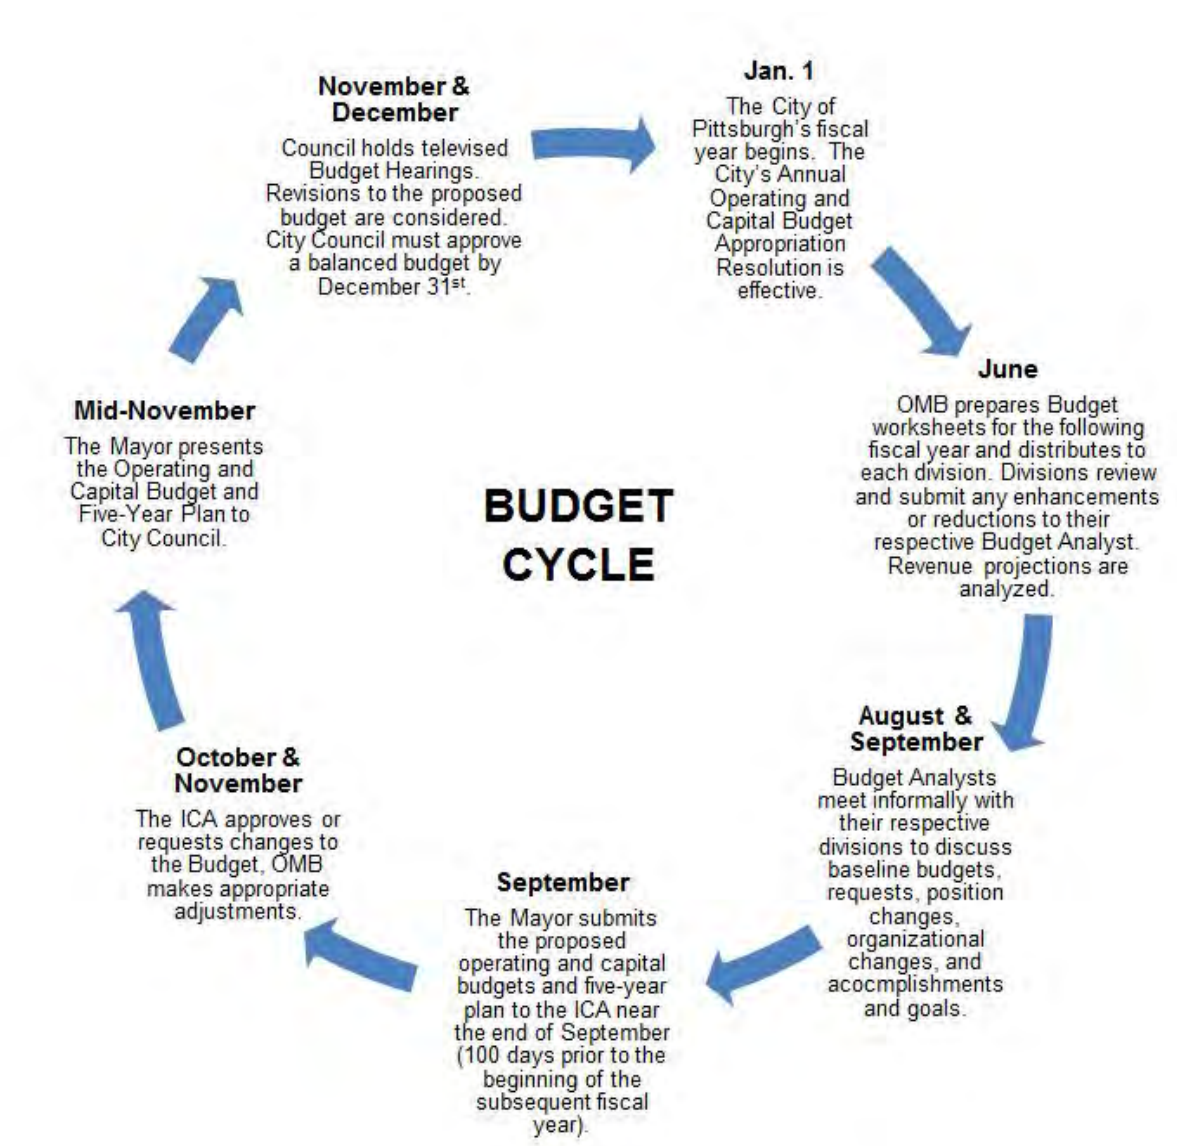 Jan. 1
The City of
Pittsburgh's fiscal
year begins. The
City's Annual
Operating and
Capital Budget
Appropriation
Resolution is
effective.
June
OMB prepares Budget
worksheets for the following
fiscal year and distributes to
each division. Divisions review
and submit any enhancements
or reductions to their
respective Budget Analyst.
Revenue projections are
analyzed.
August &
September
Budget Analysts
meet informally with
their respective
divisions to discuss
baseline budgets,
requests, position
changes,
organizational
changes, and
acocmplishments
and goals.
September
The Mayor submits
the proposed
operating and capital
budgets and five-year
plan to the ICA near
the end of September
(100 days prior to the
beginning of the
subsequent fiscal
year).
October &
November
The ICA approves or
requests changes to
the Budget, OMB
makes appropriate
adjustments.
Mid-November
The Mayor presents
the Operating and
Capital Budget and
Five-Year Plan to
City Council.
November &
December
Council holds televised
Budget Hearings.
Revisions to the proposed
budget are considered.
City Council must approve
a balanced budget by
December 31st.
BUDGET
CYCLE